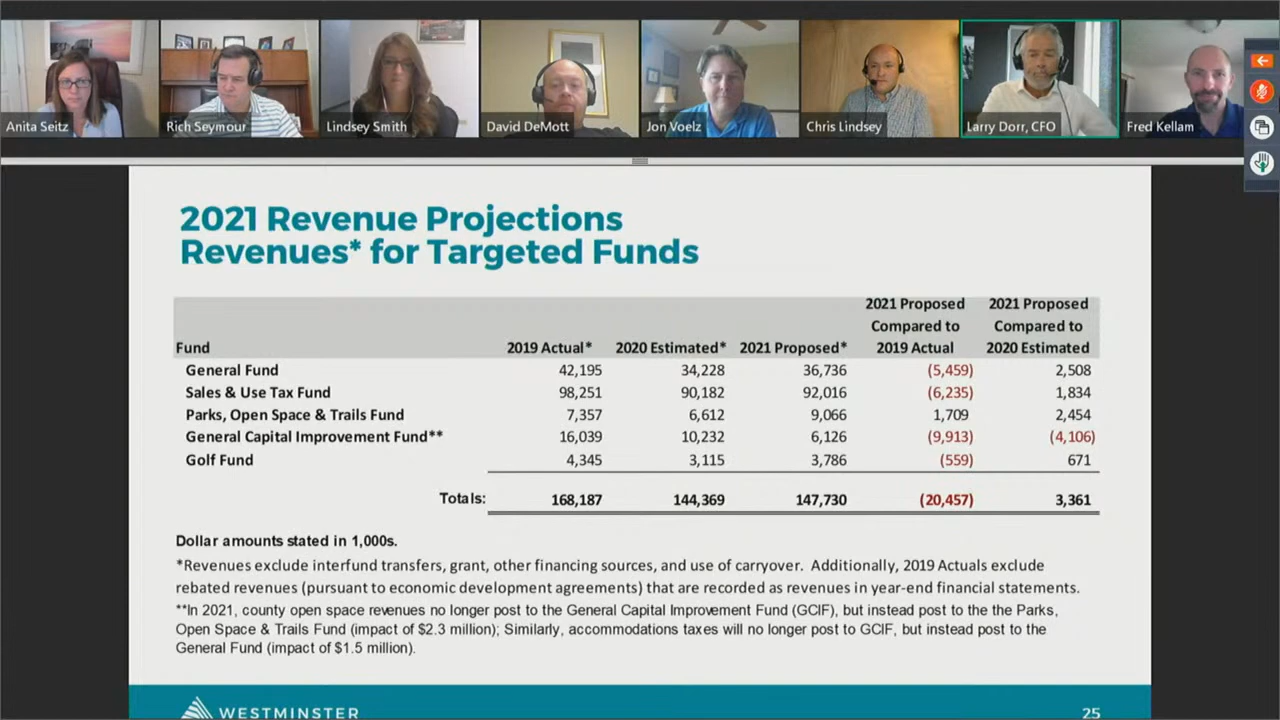 Anita Seitz
Rich Seymour
Lindsey Smith
David DeMott
Jon Voelz
Chris Lindsey
Larry Dorr, CFO
Fred Kellam
2021 Revenue Projections
Revenues* for Targeted Funds
2021 Proposed 2021 Proposed
Compared to Compared to
Fund 2019 Actual* 2020 Estimated* 2021 Proposed* 2019 Actual 2020 Estimated
General Fund 42,195 34,228 36,736 (5,459) 2,508
Sales & Use Tax Fund 98,251 90,182 92,016 (6,235) 1,834
Parks, Open Space & Trails Fund 7,357 6,612 9,066 1,709 2,454
General Capital Improvement Fund** 16,039 10,232 6,126 (9,913) (4,106)
Golf Fund 4,345 3,115 3,786 (559) 671
Totals: 168,187 144,369 147,730 (20,457) 3,361
Dollar amounts stated in 1,000s.
*Revenues exclude interfund transfers, grant, other financing sources, and use of carryover. Additionally, 2019 Actuals exclude
rebated revenues (pursuant to economic development agreements) that are recorded as revenues in year-end financial statements.
**In 2021, county open space revenues no longer post to the General Capital Improvement Fund (GCIF), but instead post to the the Parks,
Open Space & Trails Fund (impact of $2.3 million); Similarly, accommodations taxes will no longer post to GCIF, but instead post to the
General Fund (impact of $1.5 million).
WESTMINSTER
25